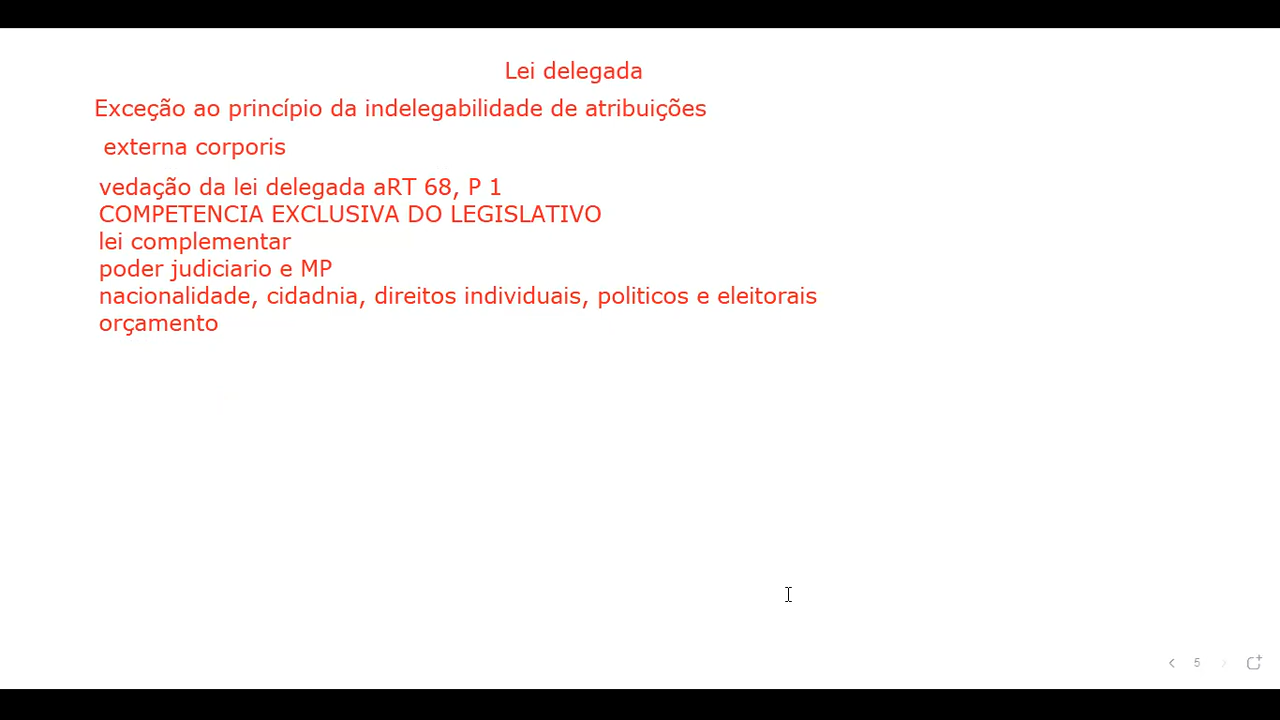 Lei delegada
Exceção ao princípio da indelegabilidade de atribuições
externa corporis
vedação da lei delegada aRT 68, P 1
COMPETENCIA EXCLUSIVA DO LEGISLATIVO
lei complementar
poder judiciario e MP
nacionalidade, cidadnia, direitos individuais, politicos e eleitorais
orçamento
5